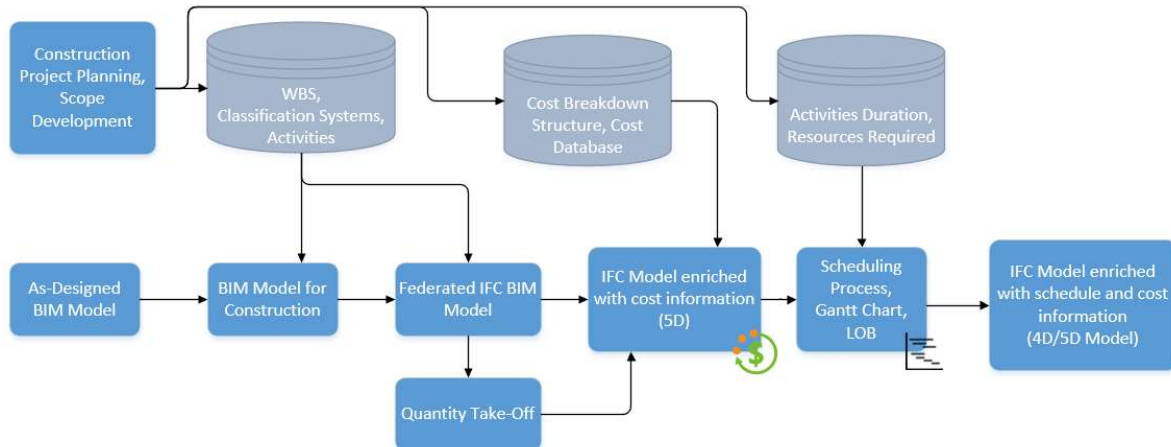 Construction
Project Planning,
Scope
Development
WBS,
Classification Systems,
Activities
Cost Breakdown
Structure, Cost
Database
Activities Duration,
Resources Required
As-Designed
BIM Model
BIM Model for
Construction
Federated IFC BIM
Model
IFC Model enriched
with cost information
(5D)
$
Scheduling
Process,
Gantt Chart,
LOB
IFC Model enriched
with schedule and cost
information
(4D/5D Model)
Quantity Take-Off